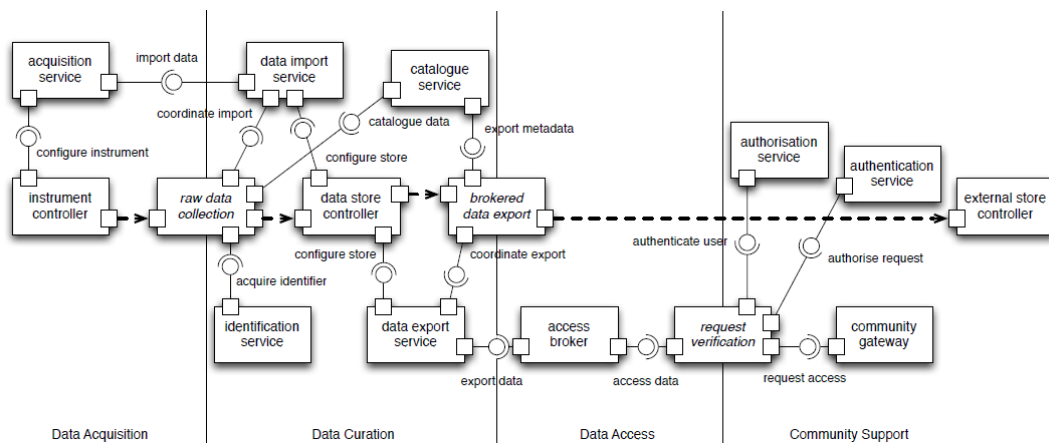 acquisition
service
import data
data import
service
catalogue
service
coordinate import
catalogue data
export metadata
configure instrument
configure store
authorisation
service
authentication
service
instrument
controller
raw data
collection
data store
controller
brokered
data export
external store
controller
configure store
coordinate export
authenticate user
authorise request
acquire identifier
identification
service
data export
service
access
broker
request
verification
community
gateway
export data
access data
request access
Data Acquisition
Data Curation
Data Access
Community Support